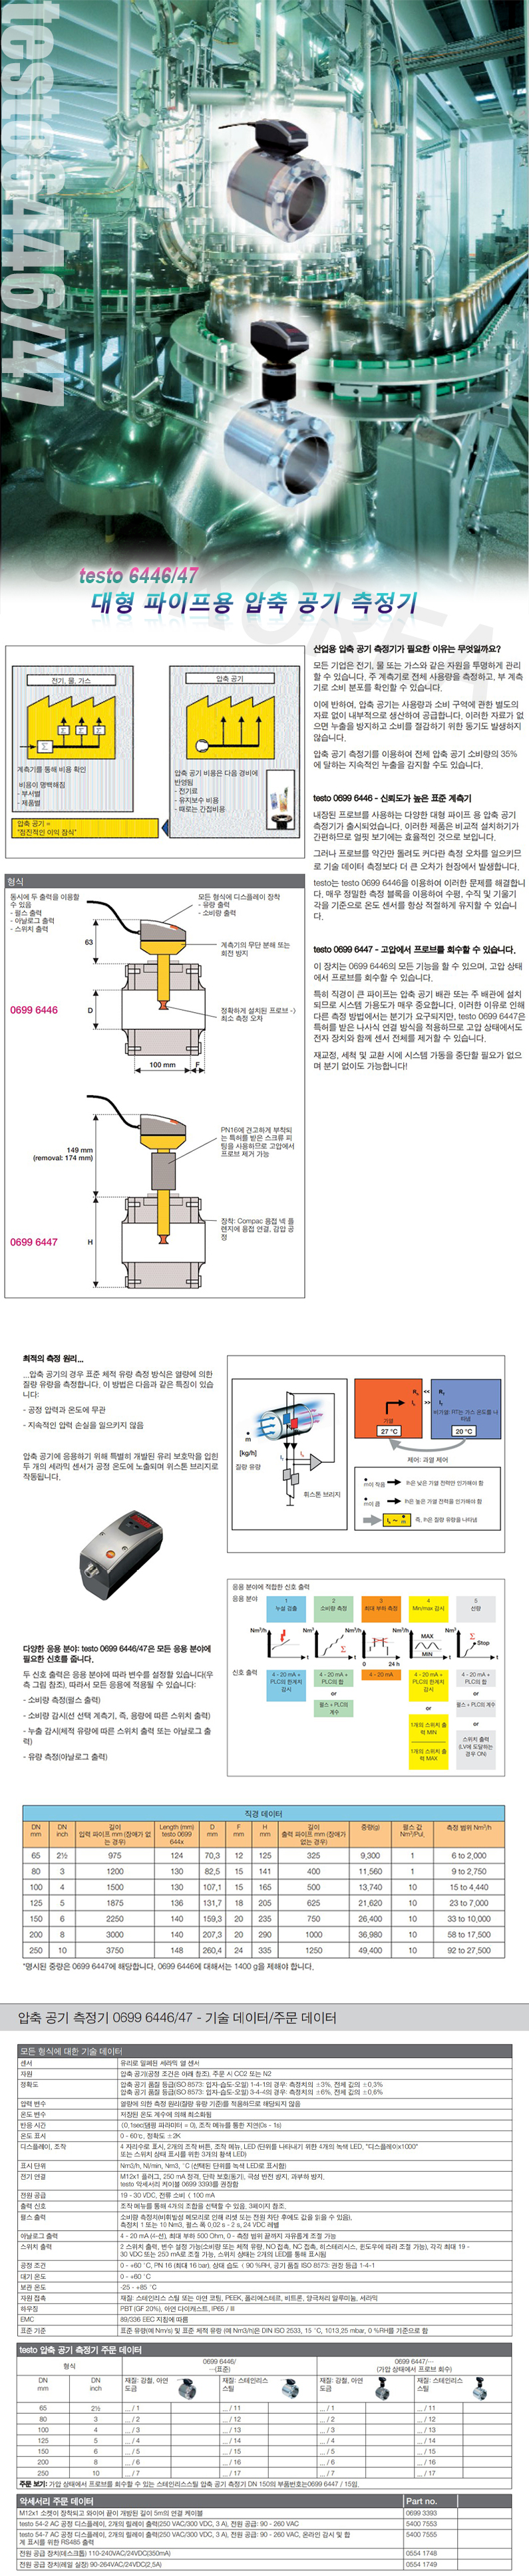 testo 6446/47
testo 6446/47
대형 파이프용 압축 공기 측정기
전기, 물, 가스
압축 공기
계측기를 통해 비용 확인
비용이 명백해짐
- 부서별
- 제품별
압축 공기 비용은 다음 경비에
반영됨
- 전기료
- 유지보수 비용
- 때로는 간접비용
압축 공기 =
"점진적인 이익 잠식"
산업용 압축 공기 측정기가 필요한 이유는 무엇일까요?
모든 기업은 전기, 물 또는 가스와 같은 자원을 투명하게 관리
할 수 있습니다. 주 계측기로 전체 사용량을 측정하고, 부 계측
기로 소비 분포를 확인할 수 있습니다.
이에 반하여, 압축 공기는 사용량과 소비 구역에 관한 별도의
자료 없이 내부적으로 생산하여 공급합니다. 이러한 자료가 없
으면 누출을 방지하고 소비를 절감하기 위한 동기도 발생하지
않습니다.
압축 공기 측정기를 이용하여 전체 압축 공기 소비량의 35%
에 달하는 지속적인 누출을 감지할 수도 있습니다.
testo 0699 6446 - 신뢰도가 높은 표준 계측기
내장된 프로브를 사용하는 다양한 대형 파이프 용 압축 공기
측정기가 출시되었습니다. 이러한 제품은 비교적 설치하기가
간편하므로 얼핏 보기에는 효율적인 것으로 보입니다.
그러나 프로브를 약간만 돌려도 커다란 측정 오차를 일으키므
로 기술 데이터 측정보다 더 큰 오차가 현장에서 발생합니다.
testo는 testo 0699 6446을 이용하여 이러한 문제를 해결합니
다. 매우 정밀한 측정 블록을 이용하여 수평, 수직 및 기울기
각을 기준으로 온도 센서를 항상 적절하게 유지할 수 있습니
다.
testo 0699 6447 - 고압에서 프로브를 회수할 수 있습니다.
이 장치는 0699 6446의 모든 기능을 할 수 있으며, 고압 상태
에서 프로브를 회수할 수 있습니다.
특히 직경이 큰 파이프는 압축 공기 배관 또는 주 배관에 설치
되므로 시스템 가용도가 매우 중요합니다. 이러한 이유로 인해
다른 측정 방법에서는 분기가 요구되지만, testo 0699 6447은
특허를 받은 나사식 연결 방식을 적용하므로 고압 상태에서도
전자 장치와 함께 센서 전체를 제거할 수 있습니다.
재교정, 세척 및 교환 시에 시스템 가동을 중단할 필요가 없으
며 분기 없이도 가능합니다!
형식
동시에 두 출력을 이용할
수 있음
- 펄스 출력
- 아날로그 출력
- 스위치 출력
모든 형식에 디스플레이 장착
- 유량 출력
- 소비량 출력
63
계측기의 무단 분해 또는
회전 방지
0699 6446
D
정확하게 설치된 프로브 ->
최소 측정 오차
100 mm
F
149 mm
(removal: 174 mm)
PN16에 견고하게 부착되
는 특허를 받은 스크류 피
팅을 사용하므로 고압에서
프로브 제거 가능
0699 6447
H
장착: Compac 용접 넥 플
렌지에 용접 연결, 감압 공
정
최적의 측정 원리...
...압축 공기의 경우 표준 체적 유량 측정 방식은 열량에 의한
질량 유량을 측정합니다. 이 방법은 다음과 같은 특징이 있습
니다:
- 공정 압력과 온도에 무관
- 지속적인 압력 손실을 일으키지 않음
압축 공기에 응용하기 위해 특별히 개발된 유리 보호막을 입힌
두 개의 세라믹 센서가 공정 온도에 노출되며 위스톤 브리지로
작동됩니다.
[kg/h]
질량 유량
휘스톤 브리지
가열
27 °C
20 °C
제어: 과열 제어
다양한 응용 분야: testo 0699 6446/47은 모든 응용 분야에
필요한 신호를 줍니다.
두 신호 출력은 응용 분야에 따라 변수를 설정할 있습니다(우
측 그림 참조), 따라서 모든 응용에 적용될 수 있습니다:
- 소비량 측정(펄스 출력)
- 소비량 감시(선 선택 계측기, 즉, 용량에 따른 스위치 출력)
- 누출 감시(체적 유량에 따른 스위치 출력 또는 아날로그 출
력)
- 유량 측정(아날로그 출력)
응용 분야에 적합한 신호 출력
응용 분야
1
누설 검출
2
소비량 측정
3
최대 부하 측정
4
Min/max 감시
5
선량
Nm³/h
Nm³
Nm³/h
Nm³/h
Nm³
MAX
MIN
Stop
0
24 h
신호 출력
4 - 20 mA =
PLC의 한계치
감시
4 - 20 mA +
PLC의 합
or
펄스 + PLC의
계수
4 - 20 mA
4 - 20 mA +
PLC의 한계치
감시
or
1개의 스위치 출
력 MIN
1개의 스위치 출
력 MAX
4 - 20 mA +
PLC의 합
or
펄스 + PLC의
계수
or
스위치 출력
(LV에 도달하는
경우 ON)
직경 데이터
DN mm DN inch 길이 입력 파이프 mm (장애가 없는 경우) Length (mm) testo 0699 644x D mm F mm H mm 길이 출력 파이프 mm (장애가 없는 경우) 중량(g) 펄스 값 Nm³/Pul. 측정 범위 Nm³/h
65 2½ 975 124 70,3 12 125 325 9,300 1 6 to 2,000
80 3 1200 130 82,5 15 141 400 11,560 1 9 to 2,750
100 4 1500 130 107,1 15 165 500 13,740 10 15 to 4,440
125 5 1875 136 131,7 18 205 625 21,620 10 23 to 7,000
150 6 2250 140 159,3 20 235 750 26,400 10 33 to 10,000
200 8 3000 140 207,3 20 290 1000 36,980 10 58 to 17,500
250 10 3750 148 260,4 24 335 1250 49,400 10 92 to 27,500
*명시된 중량은 0699 6447에 해당합니다. 0699 6446에 대해서는 1400 g을 제해야 합니다.
압축 공기 측정기 0699 6446/47 - 기술 데이터/주문 데이터
모든 형식에 대한 기술 데이터
센서 유리로 밀폐된 세라믹 열 센서
자원 압축 공기(공정 조건은 아래 참조), 주문 시 CO2 또는 N2
정확도 압축 공기 품질 등급(ISO 8573: 입자-습도-오일) 1-4-1의 경우: 측정치의 ±3%, 전체 값의 ±0,3%
압축 공기 품질 등급(ISO 8573: 입자-습도-오일) 3-4-4의 경우: 측정치의 ±6%, 전체 값의 ±0,6%
압력 변수 열량에 의한 측정 원리(질량 유량 기준)를 적용하므로 해당되지 않음
온도 변수 저장된 온도 계수에 의해 최소화됨
반응 시간 (0,1sec(댐핑 파라미터 = 0), 조작 메뉴를 통한 지연(0s - 1s)
온도 표시 0 - 60℃, 정확도 ±2K
디스플레이, 조작 4 자리수로 표시, 2개의 조작 버튼, 조작 메뉴, LED (단위를 나타내기 위한 4개의 녹색 LED, "디스플레이x1000"
또는 스위치 상태 표시를 위한 3개의 황색 LED)
표시 단위 Nm3/h, Nl/min, Nm3, ˚C (선택된 단위를 녹색 LED로 표시함)
전기 연결 M12x1 플러그, 250 mA 정격, 단락 보호(동기), 극성 반전 방지, 과부하 방지,
testo 악세서리 케이블 0699 3393를 권장함
전원 공급 19 - 30 VDC, 전류 소비 < 100 mA
출력 신호 조작 메뉴를 통해 4개의 조합을 선택할 수 있음, 3페이지 참조.
펄스 출력 소비량 측정치(비휘발성 메모리로 인해 리셋 또는 전원 차단 후에도 값을 읽을 수 있음),
측정치 1 또는 10 Nm3, 펄스 폭 0,02 s - 2 s, 24 VDC 레벨
아날로그 출력 4 - 20 mA (4-선), 최대 부하 500 Ohm, 0 - 측정 범위 끝까지 자유롭게 조절 가능
스위치 출력 2 스위치 출력, 변수 설정 가능(소비량 또는 체적 유량, NO 접촉, NC 접촉, 히스테리시스, 윈도우에 따라 조절 가능), 각각 최대 19 -
30 VDC 또는 250 mA로 조절 가능, 스위치 상태는 2개의 LED를 통해 표시됨
공정 조건 0 - +60 ˚C, PN 16 (최대 16 bar), 상대 습도 < 90 %RH, 공기 품질 ISO 8573: 권장 등급 1-4-1
대기 온도 0 - +60 ˚C
보관 온도 -25 - +85 ˚C
자원 접촉 재질: 스테인리스 스틸 또는 아연 코팅, PEEK, 폴리에스테르, 비트론, 양극처리 알루미늄, 세라믹
하우징 PBT (GF 20%), 아연 다이캐스트, IP65 / III
EMC 89/336 EEC 지침에 따름
표준 기준 표준 유량(예 Nm/s) 및 표준 체적 유량 (예 Nm3/h)은 DIN ISO 2533, 15 ˚C, 1013,25 mbar, 0 %RH를 기준으로 함
testo 압축 공기 측정기 주문 데이터
형식 0699 6446/ ···(표준) 0699 6447/··· (가압 상태에서 프로브 회수)
DN mm DN inch 재질: 강철, 아연 도금 재질: 스테인리스 스틸 재질: 강철, 아연 도금 재질: 스테인리스 스틸
65 2½ ... / 1 ... / 11 ... / 1 ... / 11
80 3 ... / 2 ... / 12 ... / 2 ... / 12
100 4 ... / 3 ... / 13 ... / 3 ... / 13
125 5 ... / 4 ... / 14 ... / 4 ... / 14
150 6 ... / 5 ... / 15 ... / 5 ... / 15
200 8 ... / 6 ... / 16 ... / 6 ... / 16
250 10 ... / 7 ... / 17 ... / 7 ... / 17
주문 보기: 가압 상태에서 프로브를 회수할 수 있는 스테인리스스틸 압축 공기 측정기 DN 150의 부품번호는0699 6447 / 15임.
악세서리 주문 데이터 Part no.
M12x1 소켓이 장착되고 와이어 끝이 개방된 길이 5m의 연결 케이블 0699 3393
testo 54-2 AC 공정 디스플레이, 2개의 릴레이 출력(250 VAC/300 VDC, 3 A), 전원 공급: 90 - 260 VAC 5400 7553
testo 54-7 AC 공정 디스플레이, 2개의 릴레이 출력(250 VAC/300 VDC, 3 A), 전원 공급: 90 - 260 VAC, 온라인 감시 및 합
계 표시를 위한 RS485 출력 5400 7555
전원 공급 장치(데스크톱) 110-240VAC/24VDC(350mA) 0554 1748
전원 공급 장치(레일 설정) 90-264VAC/24VDC(2,5A) 0554 1749